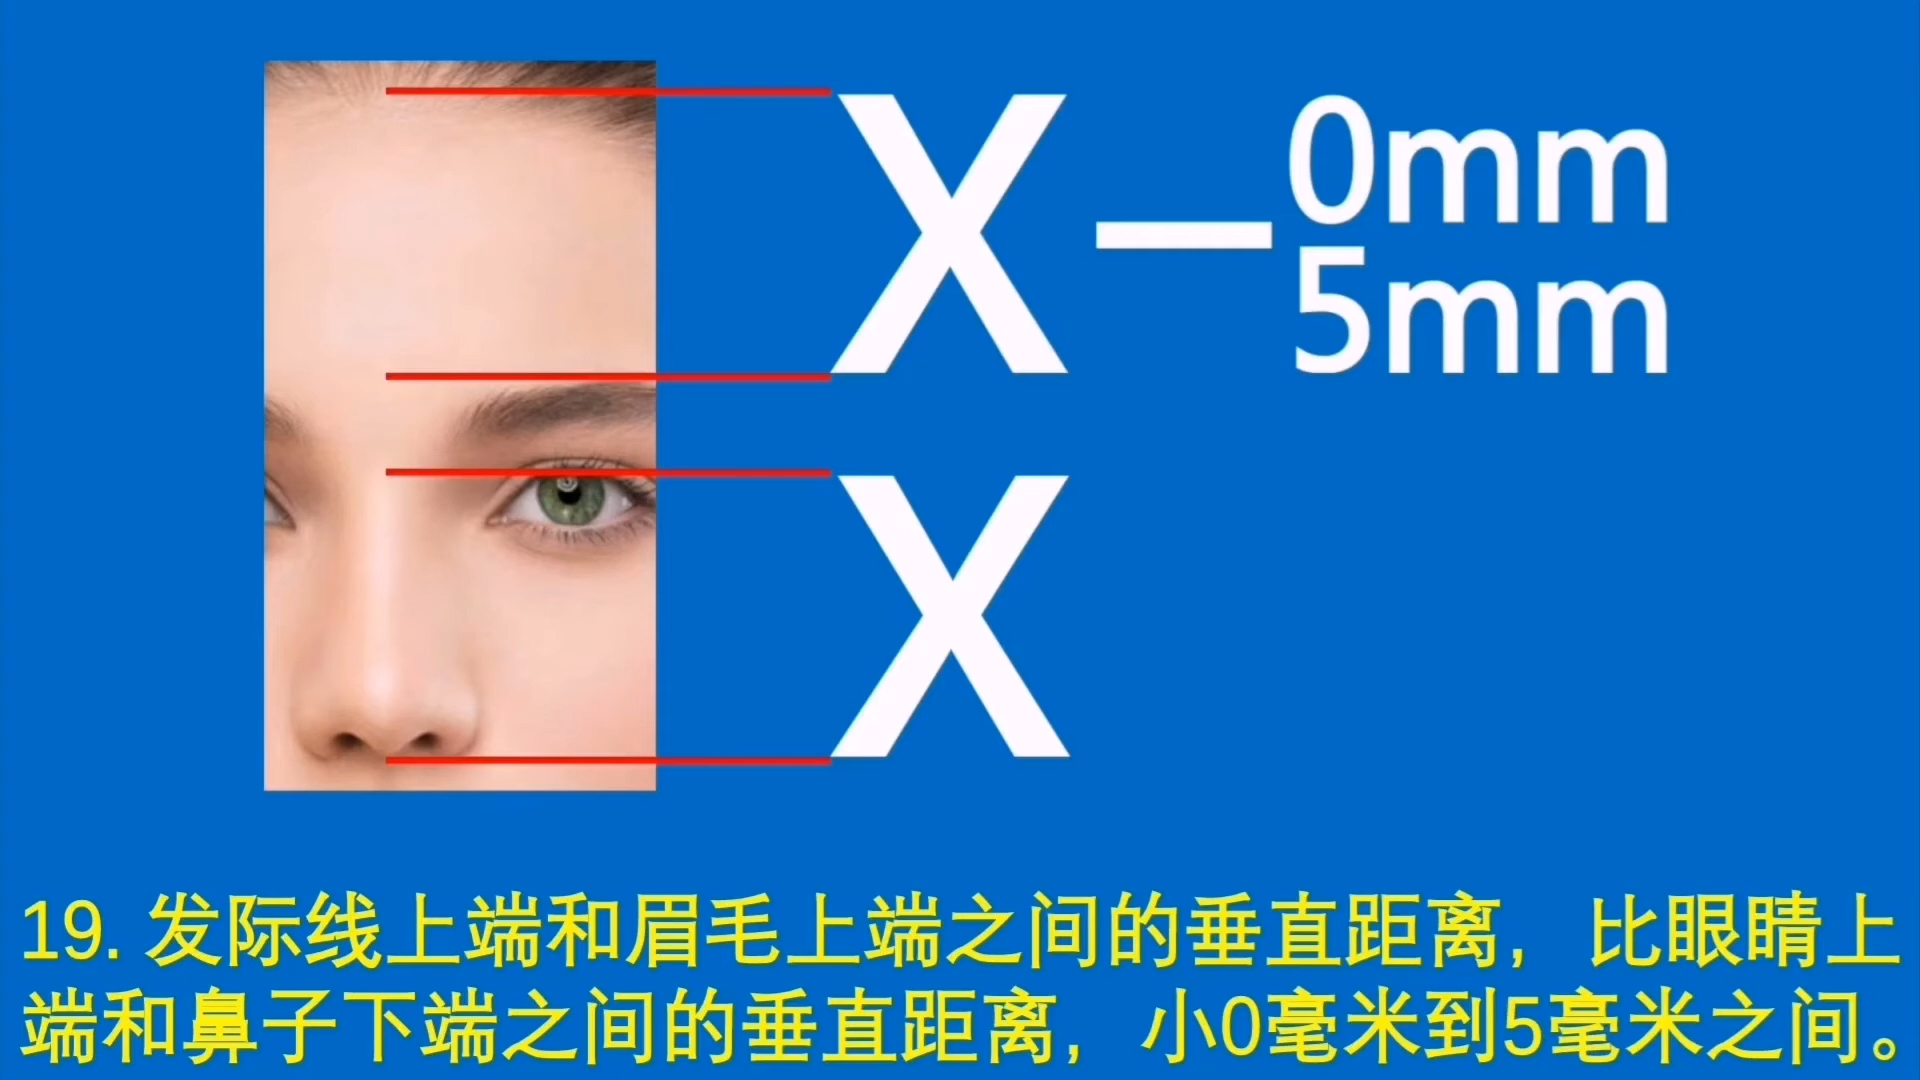 X—0mm
5mm
X
19. 发际线上端和眉毛上端之间的垂直距离，比眼睛上
端和鼻子下端之间的垂直距离，小0毫米到5毫米之间。